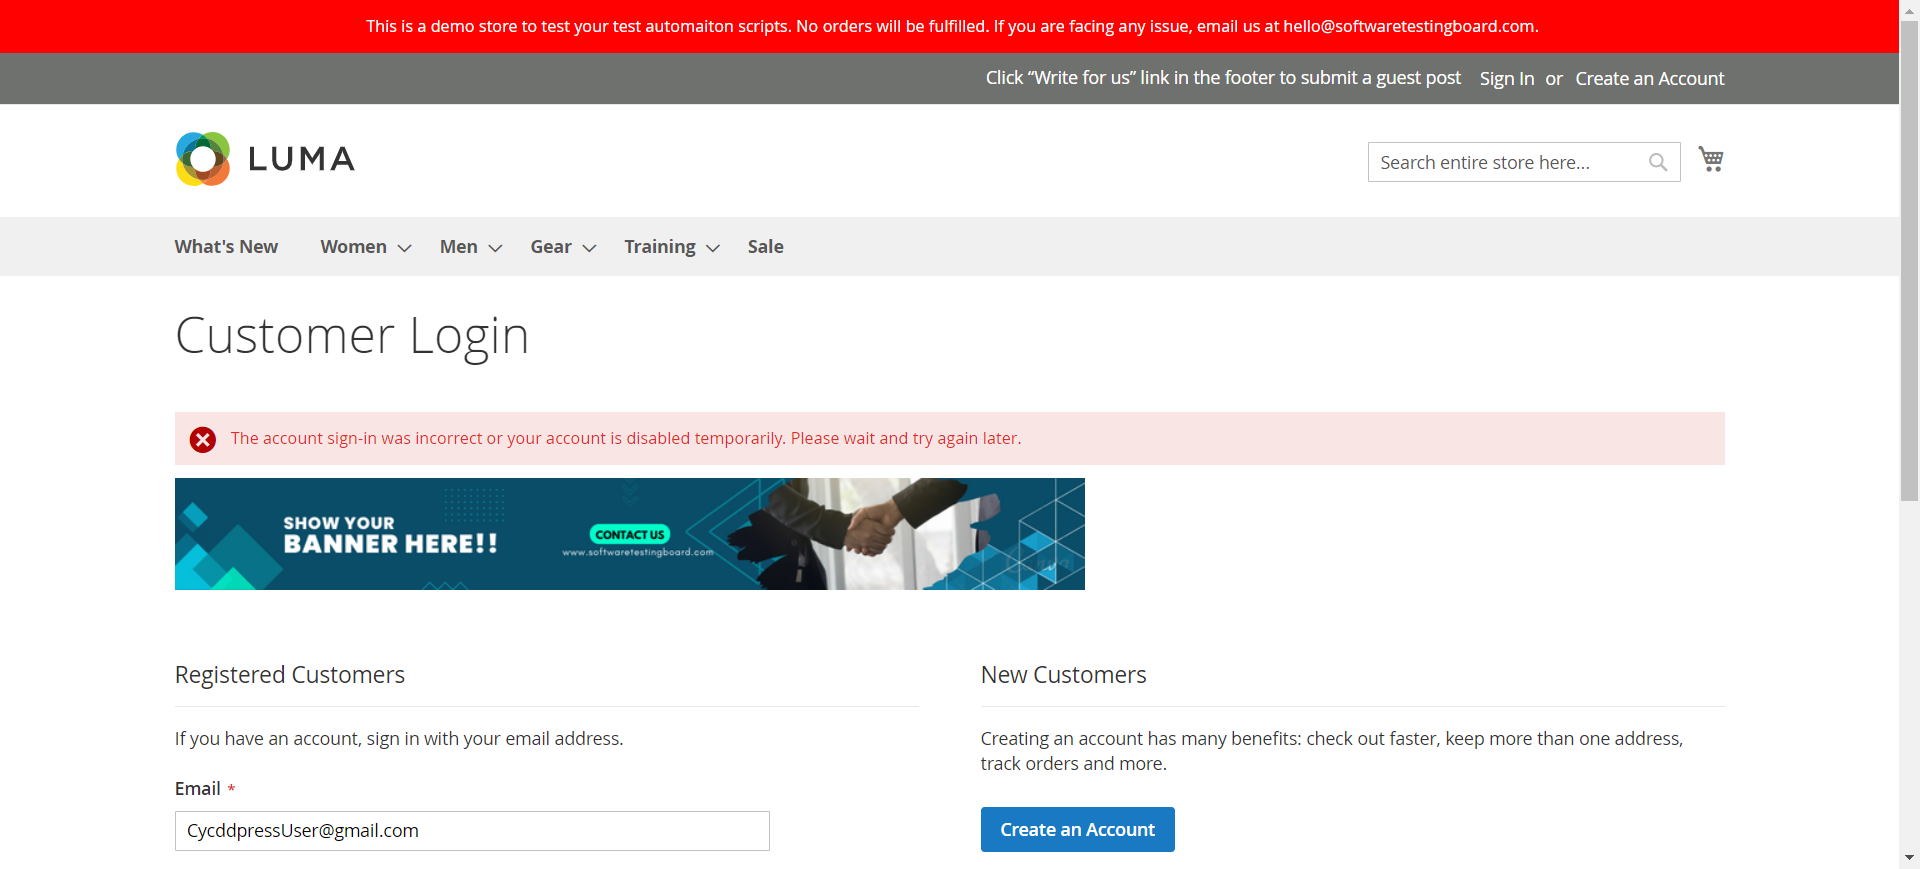 This is a demo store to test your test automaiton scripts. No orders will be fulfilled. If you are facing any issue, email us at hello@softwaretestingboard.com.
Click “Write for us” link in the footer to submit a guest post Sign In or Create an Account
LUMA
Search entire store here...
What's New Women Men Gear Training Sale
Customer Login
The account sign-in was incorrect or your account is disabled temporarily. Please wait and try again later.
SHOW YOUR
BANNER HERE!!
CONTACT US
www.softwaretestingboard.com
Registered Customers
If you have an account, sign in with your email address.
Email *
CycddpressUser@gmail.com
New Customers
Creating an account has many benefits: check out faster, keep more than one address,
track orders and more.
Create an Account